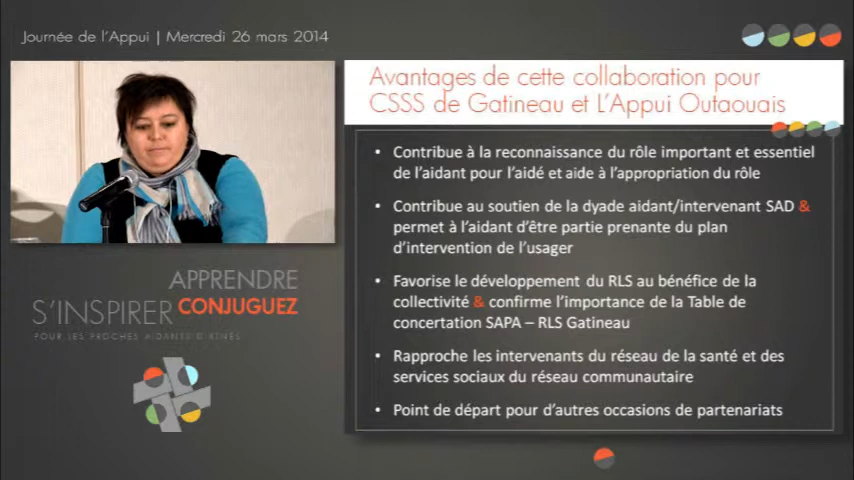 Journée de l'Appui | Mercredi 26 mars 2014
Avantages de cette collaboration pour
CSSS de Gatineau et L'Appui Outaouais
• Contribue à la reconnaissance du rôle important et essentiel
de l'aidant pour l'aidé et aide à l'appropriation du rôle
• Contribue au soutien de la dyade aidant/intervenant SAD &
permet à l'aidant d'être partie prenante du plan
d'intervention de l'usager
• Favorise le développement du RLS au bénéfice de la
collectivité & confirme l'importance de la Table de
concertation SAPA – RLS Gatineau
• Rapproche les intervenants du réseau de la santé et des
services sociaux du réseau communautaire
• Point de départ pour d'autres occasions de partenariats
APPRENDRE
S'INSPIRER CONJUGUEZ
POUR LES PROCHES AIDANTS D'AÎNÉS